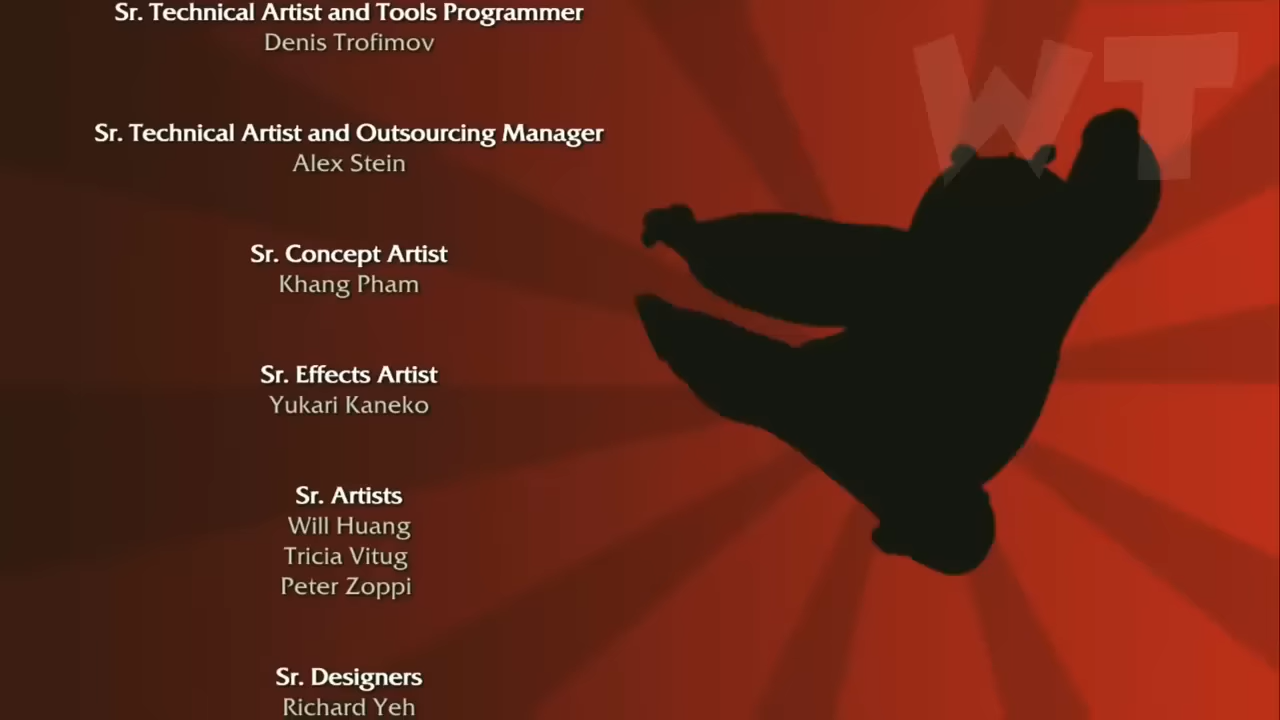 Sr. Technical Artist and Tools Programmer
Denis Trofimov
Sr. Technical Artist and Outsourcing Manager
Alex Stein
Sr. Concept Artist
Khang Pham
Sr. Effects Artist
Yukari Kaneko
Sr. Artists
Will Huang
Tricia Vitug
Peter Zoppi
Sr. Designers
Richard Yeh
WT